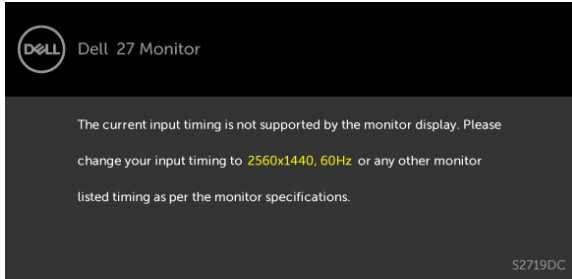 DELL
Dell 27 Monitor
The current input timing is not supported by the monitor display. Please
change your input timing to 2560x1440, 60Hz or any other monitor
listed timing as per the monitor specifications.
S2719DC